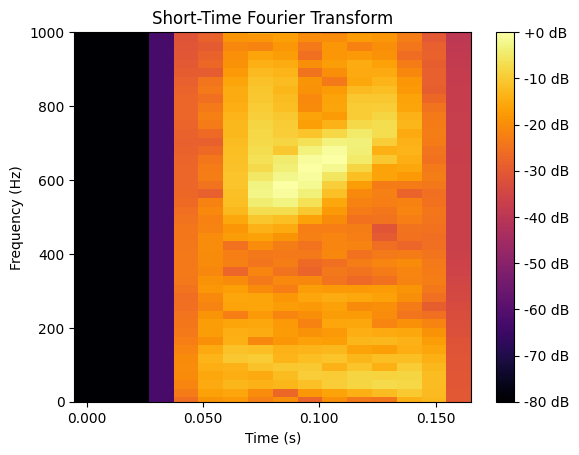 Short-Time Fourier Transform
1000
800
600
400
200
0
Frequency (Hz)
0.000
0.050
0.100
0.150
Time (s)
+0 dB
-10 dB
-20 dB
-30 dB
-40 dB
-50 dB
-60 dB
-70 dB
-80 dB